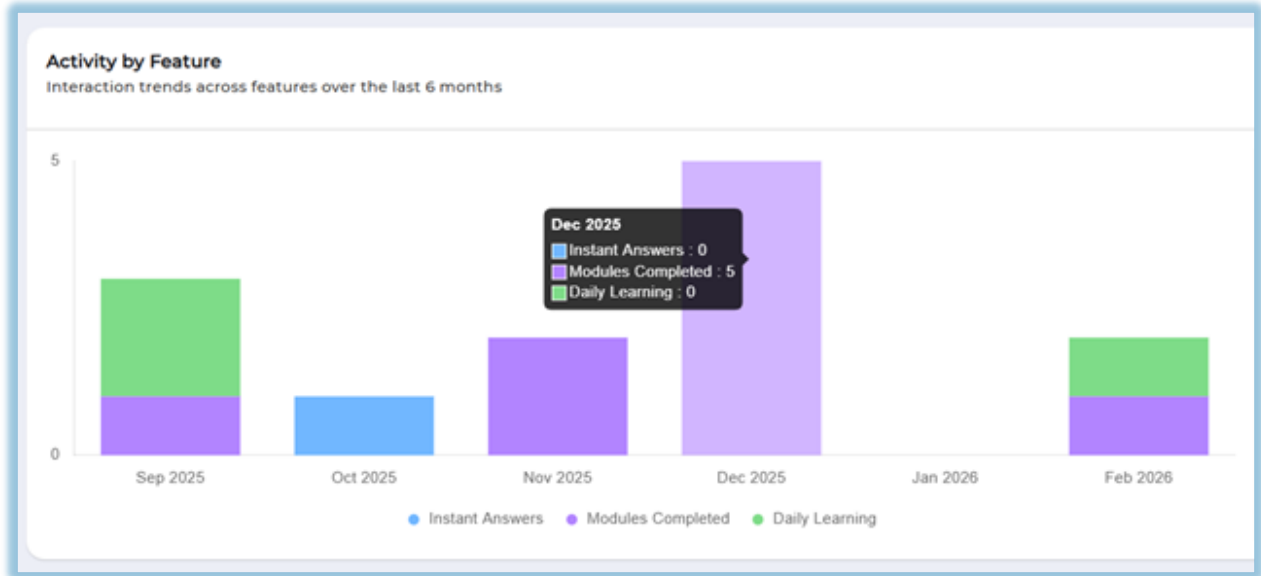 Activity by Feature
Interaction trends across features over the last 6 months
5
Dec 2025
Instant Answers : 0
Modules Completed : 5
Daily Learning : 0
0
Sep 2025
Oct 2025
Nov 2025
Dec 2025
Jan 2026
Feb 2026
Instant Answers
Modules Completed
Daily Learning